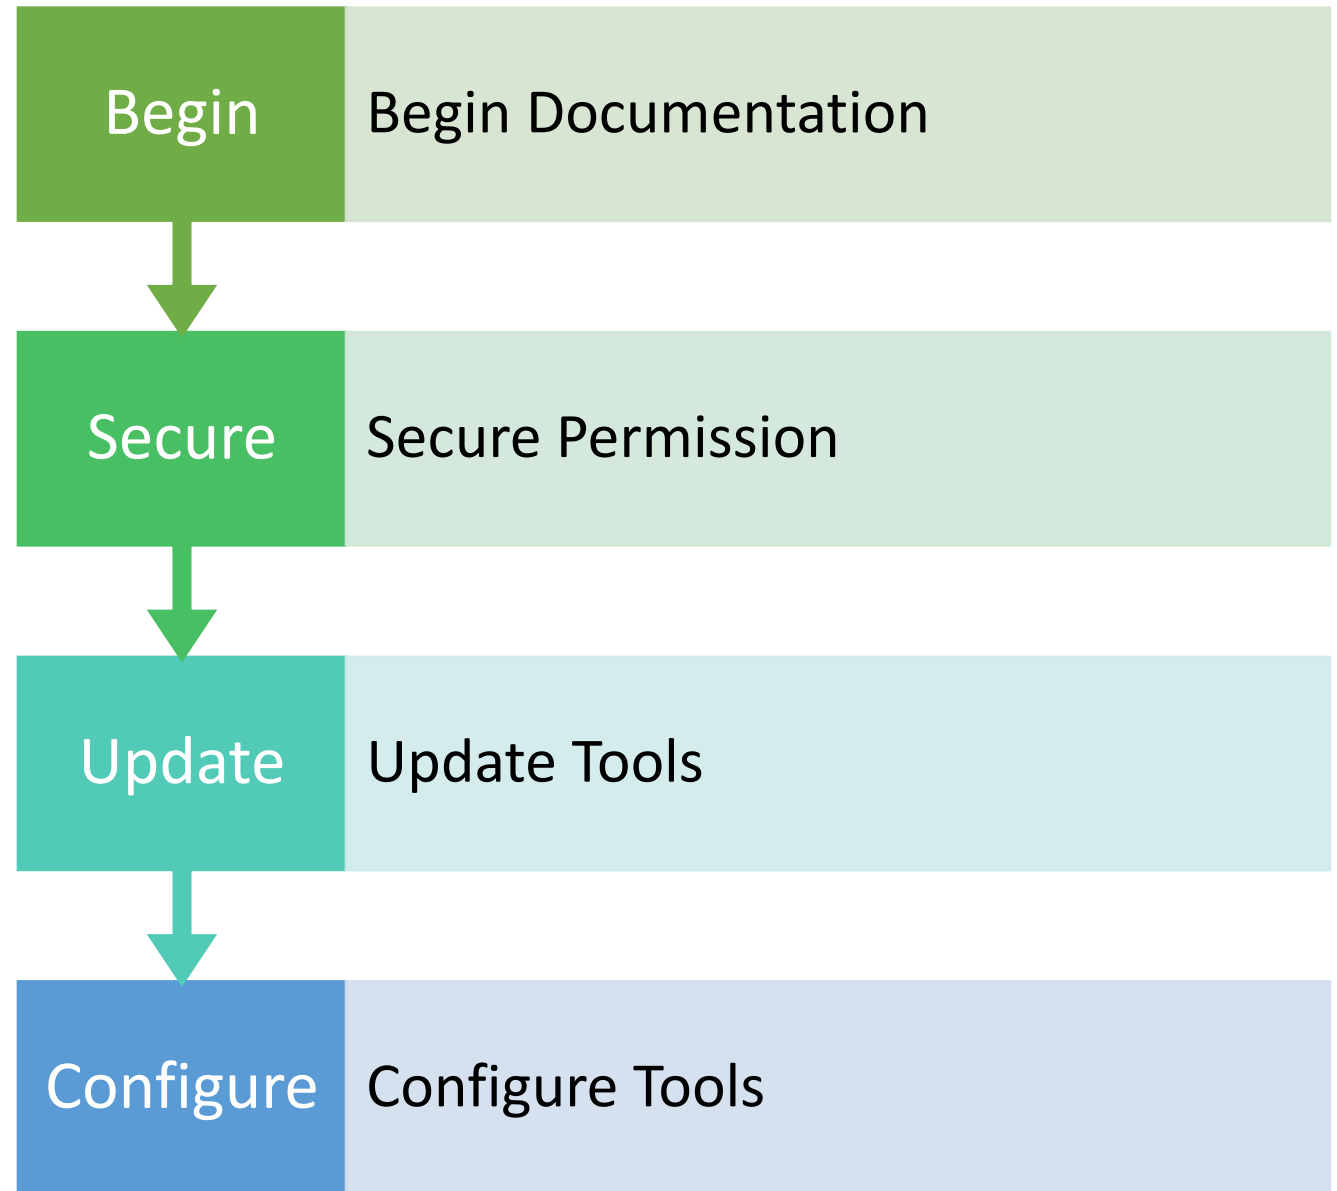 Begin
Begin Documentation
Secure
Secure Permission
Update
Update Tools
Configure
Configure Tools